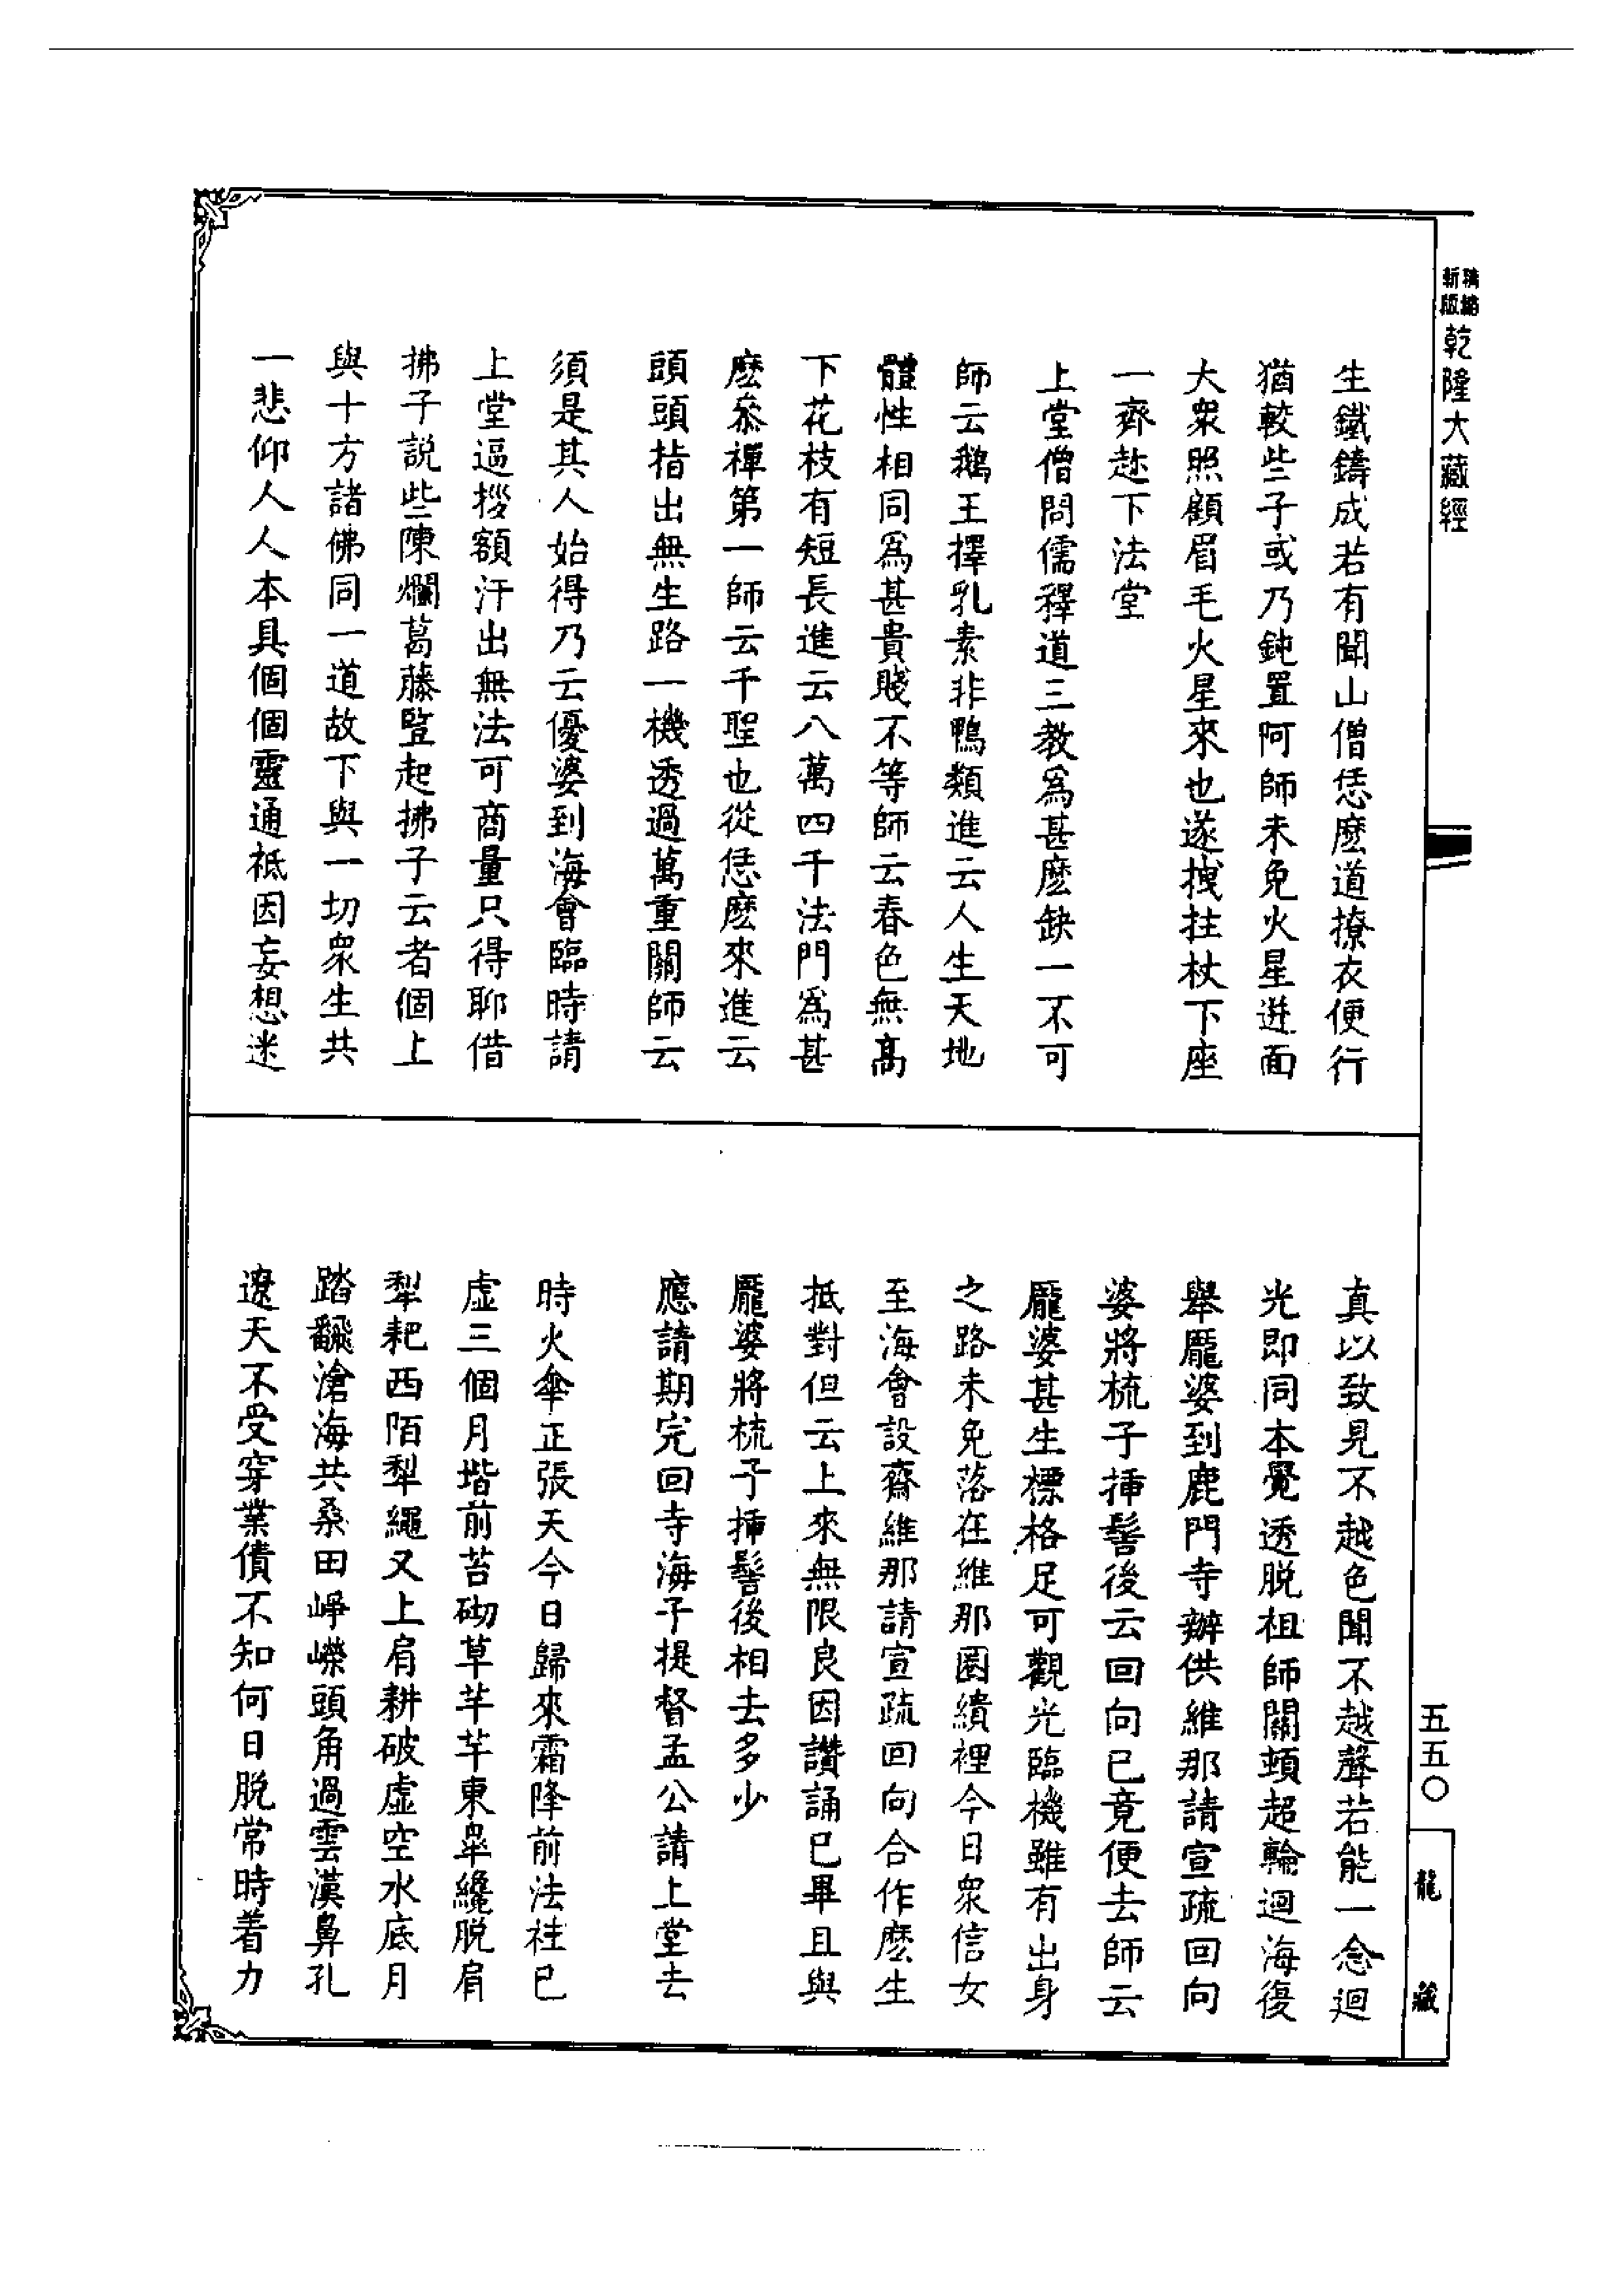 精縮
新版
乾隆大藏經
生鐵鑄成若有聞山僧恁麼道撩衣便行
猶較些子或乃鈍置阿師未免火星迸面
大衆照顧眉毛火星來也遂拽拄杖下座
一齊趂下法堂
上堂僧問儒釋道三教爲甚麼缺一不可
師云鵝王擇乳素非鴨類進云人生天地
體性相同爲甚貴賤不等師云春色無高
下花枝有短長進云八萬四千法門爲甚
麼叅禪第一師云千聖也從恁麼來進云
頭頭指出無生路一機透過萬重關師云
須是其人始得乃云優婆到海會臨時請
上堂逼拶額汗出無法可商量只得聊借
拂子説些陳爛葛藤竪起拂子云者個上
與十方諸佛同一道故下與一切衆生共
一悲仰人人本具個個靈通祇因妄想迷
真以致見不越色聞不越聲若能一念迴
光即同本覺透脱祖師關頓超輪迴海復
舉龎婆到鹿門寺辦供維那請宣疏回向
婆將梳子揷髻後云回向已竟便去師云
龎婆甚生標格足可觀光臨機雖有出身
之路未免落在維那圈繢裡今日衆信女
至海會設齋維那請宣疏回向合作麼生
抵對但云上來無限良因讚誦已畢且與
龎婆將梳子揷髻後相去多少
應請期完回寺海子提督孟公請上堂去
時火傘正張天今日歸來霜降前法社已
虛三個月堦前苔砌草芊芊東臯纔脱肩
犁耙西陌犁繩又上肩耕破虛空水底月
踏飜滄海共桑田崢嶸頭角過雲漢鼻孔
遼天不受穿業債不知何日脱常時着力
五五〇
龍藏